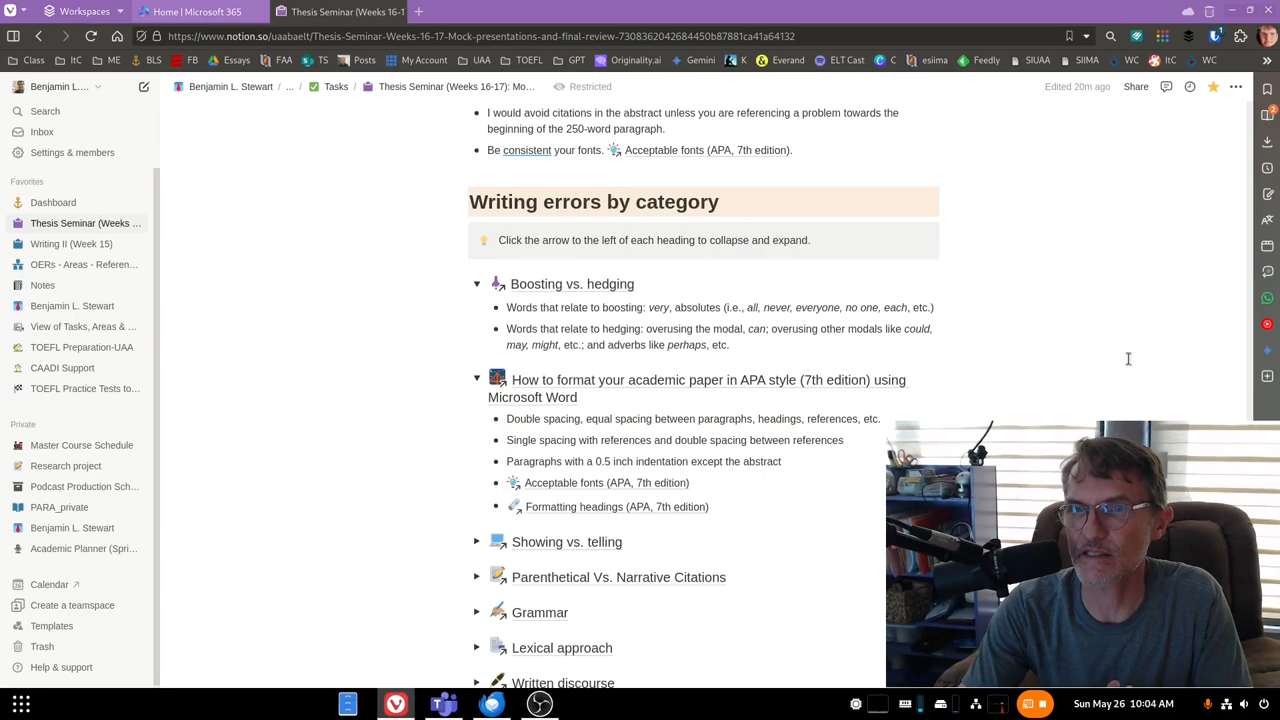 Workspaces
Home | Microsoft 365
Thesis-Seminar (Weeks 16-1
https://www.notion.so/uaabaelt/Thesis-Seminar-Weeks-16-17-Mock-presentations-and-final-review-7308362042684450b87881ca41a64132
Class
ItC
ME
BLS
FB
Essays
FAA
TS
Posts
My Account
UAA
TOEFL
GPT
Originality.ai
Gemini
K
Everand
ELT Cast
C
esiima
Feedly
SIUAA
SIIMA
WC
ItC
WC
Benjamin L....
Benjamin L. Stewart / ... / Tasks / Thesis Seminar (Weeks 16-17): Mo...
Restricted
Edited 20m ago
Share
Search
Inbox
Settings & members
Favorites
Dashboard
Thesis Seminar (Weeks ...
Writing II (Week 15)
OERs - Areas - Referen...
Notes
Benjamin L. Stewart
View of Tasks, Areas & ...
TOEFL Preparation-UAA
CAADI Support
TOEFL Practice Tests to...
Private
Master Course Schedule
Research project
Podcast Production Sch...
PARA_private
Benjamin L. Stewart
Academic Planner (Spri...
Calendar ↗
Create a teamspace
Templates
Trash
Help & support
• I would avoid citations in the abstract unless you are referencing a problem towards the
beginning of the 250-word paragraph.
• Be consistent your fonts. Acceptable fonts (APA, 7th edition).
Writing errors by category
Click the arrow to the left of each heading to collapse and expand.
Boosting vs. hedging
• Words that relate to boosting: very, absolutes (i.e., all, never, everyone, no one, each, etc.)
• Words that relate to hedging: overusing the modal, can; overusing other modals like could,
may, might, etc.; and adverbs like perhaps, etc.
How to format your academic paper in APA style (7th edition) using
Microsoft Word
• Double spacing, equal spacing between paragraphs, headings, references, etc.
• Single spacing with references and double spacing between references
• Paragraphs with a 0.5 inch indentation except the abstract
• Acceptable fonts (APA, 7th edition)
• Formatting headings (APA, 7th edition)
Showing vs. telling
Parenthetical Vs. Narrative Citations
Grammar
Lexical approach
Written discourse
2
Sun May 26 10:04 AM